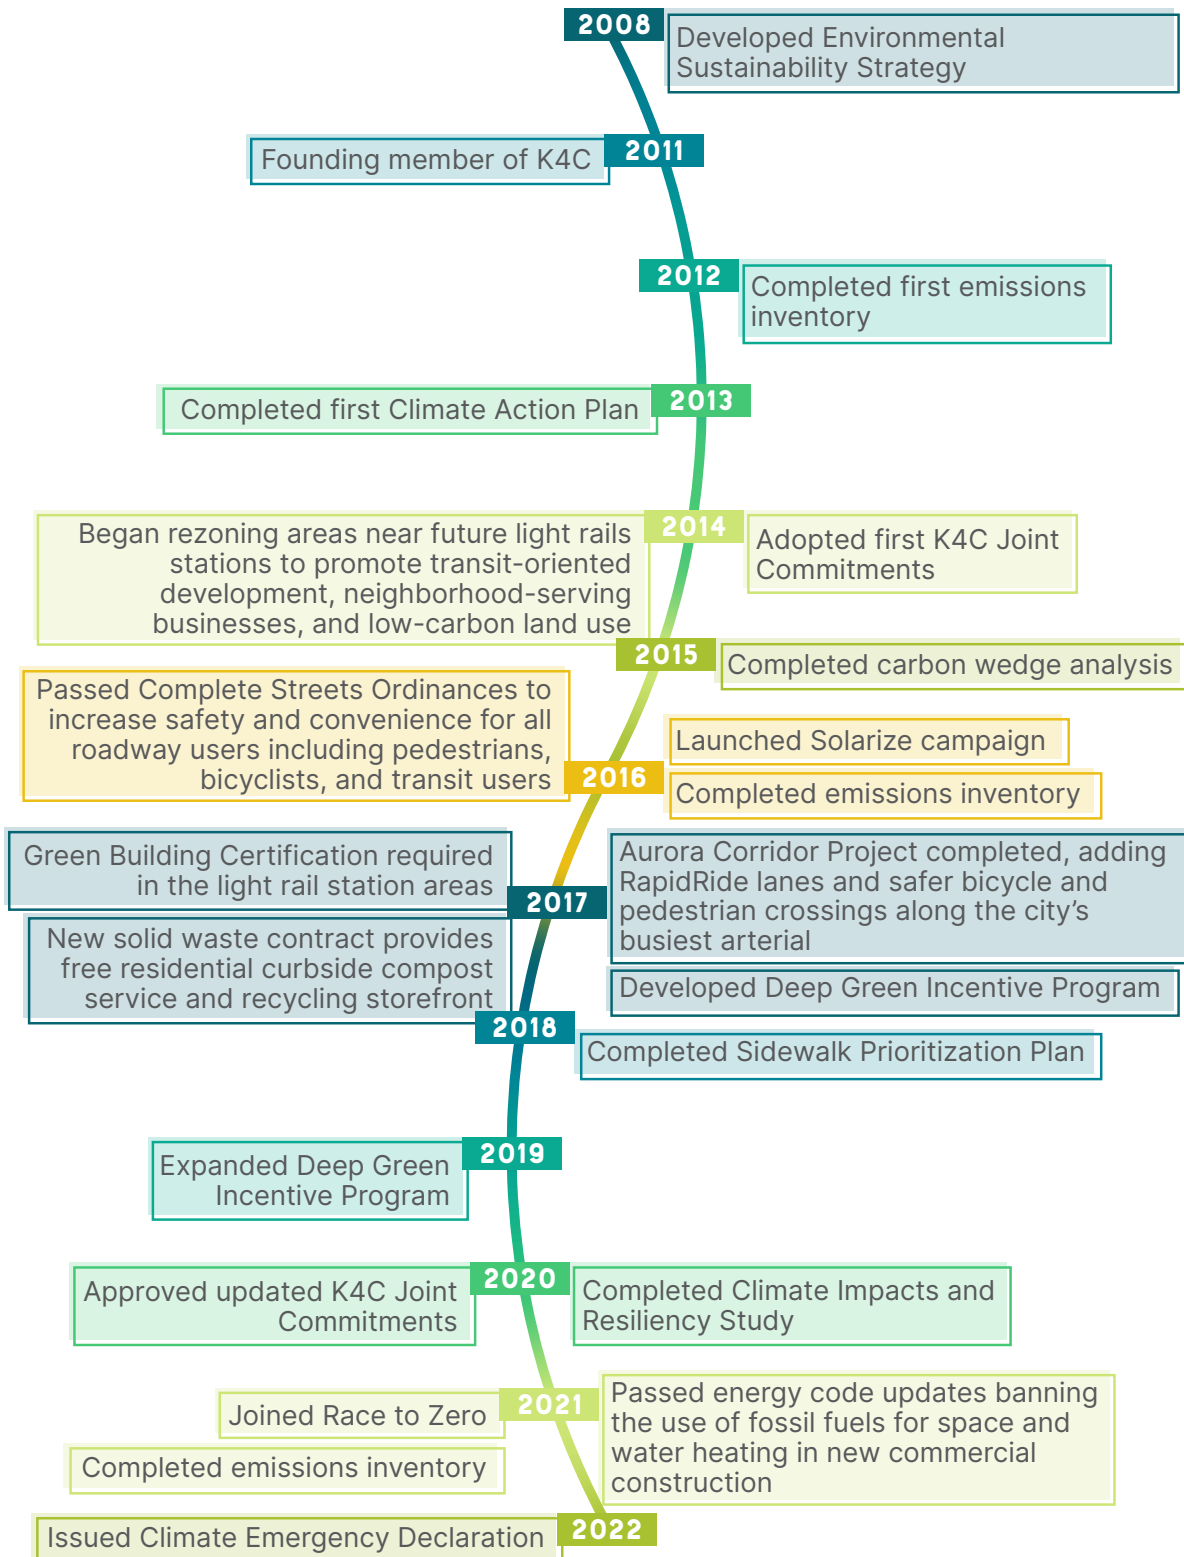 2008
Developed Environmental
Sustainability Strategy
Founding member of K4C
2011
2012
Completed first emissions
inventory
Completed first Climate Action Plan
2013
Began rezoning areas near future light rails
stations to promote transit-oriented
development, neighborhood-serving
businesses, and low-carbon land use
2014
Adopted first K4C Joint
Commitments
2015
Completed carbon wedge analysis
Passed Complete Streets Ordinances to
increase safety and convenience for all
roadway users including pedestrians,
bicyclists, and transit users
2016
Launched Solarize campaign
Completed emissions inventory
Green Building Certification required
in the light rail station areas
New solid waste contract provides
free residential curbside compost
service and recycling storefront
2017
Aurora Corridor Project completed, adding
RapidRide lanes and safer bicycle and
pedestrian crossings along the city's
busiest arterial
Developed Deep Green Incentive Program
2018
Completed Sidewalk Prioritization Plan
Expanded Deep Green
Incentive Program
2019
Approved updated K4C Joint
Commitments
2020
Completed Climate Impacts and
Resiliency Study
Joined Race to Zero
Completed emissions inventory
2021
Passed energy code updates banning
the use of fossil fuels for space and
water heating in new commercial
construction
Issued Climate Emergency Declaration
2022